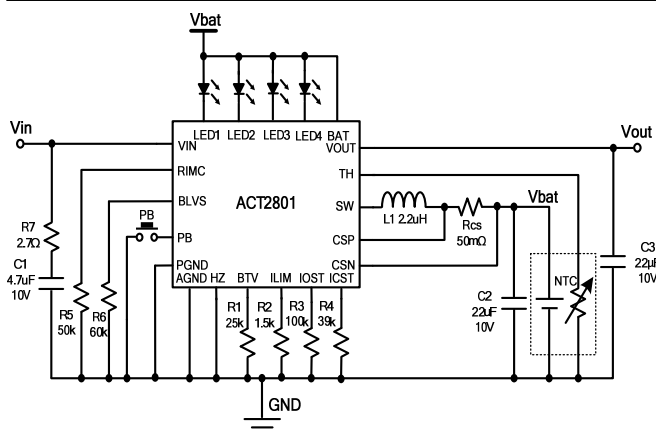 Vbat
LED1 LED2 LED3 LED4 BAT
Vin
VIN
VOUT
Vout
RIMC
TH
BLVS
ACT2801
SW
L1 2.2uH
Rcs
50mΩ
Vbat
PB
PB
CSP
R7
2.7Ω
C1
4.7uF
10V
PGND
CSN
AGND HZ BTV ILIM IOST ICST
R5
50k
R6
60k
R1
25k
R2
1.5k
R3
100k
R4
39k
C2
22uF
10V
NTC
C3
22µF
10V
GND